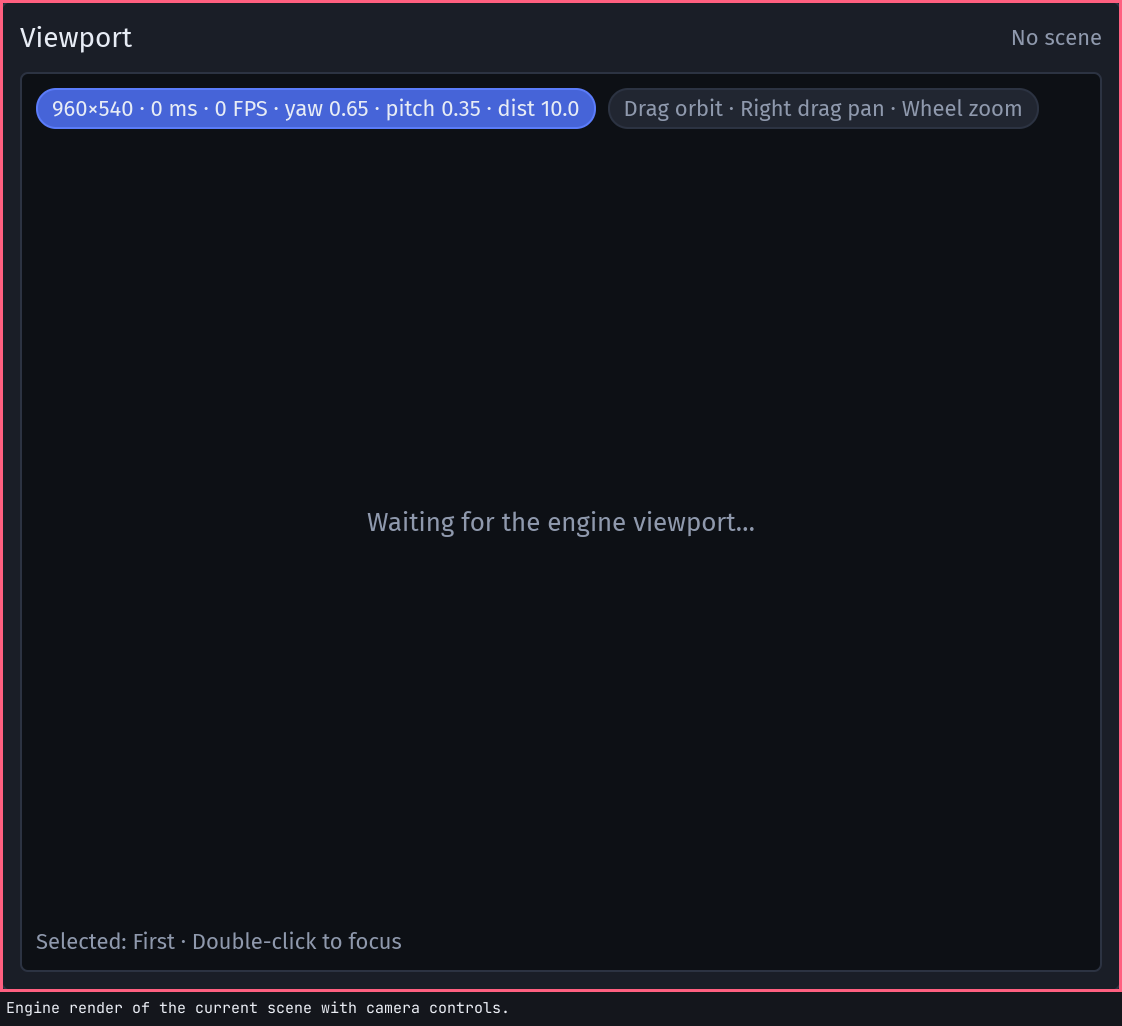 Viewport
No scene
960×540 · 0 ms · 0 FPS · yaw 0.65 · pitch 0.35 · dist 10.0
Drag orbit · Right drag pan · Wheel zoom
Waiting for the engine viewport...
Selected: First · Double-click to focus
Engine render of the current scene with camera controls.